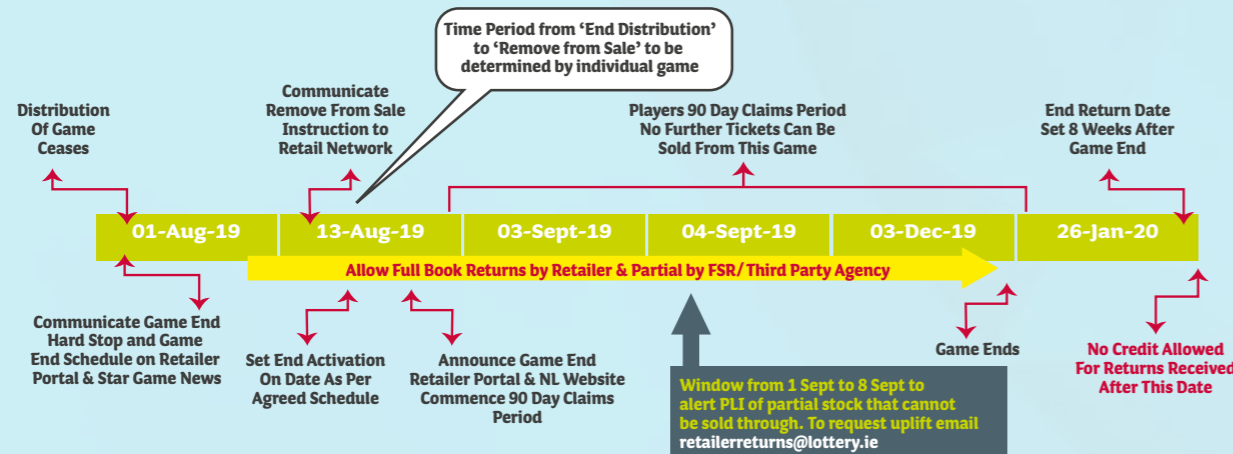 Time Period from ‘End Distribution’
to ‘Remove from Sale’ to be
determined by individual game
Distribution
Of Game
Ceases
Communicate
Remove From Sale
Instruction to
Retail Network
Players 90 Day Claims Period
No Further Tickets Can Be
Sold From This Game
End Return Date
Set 8 Weeks After
Game End
01-Aug-19
13-Aug-19
03-Sept-19
04-Sept-19
03-Dec-19
26-Jan-20
Allow Full Book Returns by Retailer & Partial by FSR/Third Party Agency
Communicate Game End
Hard Stop and Game
End Schedule on Retailer
Portal & Star Game News
Set End Activation
On Date As Per
Agreed Schedule
Announce Game End
Retailer Portal & NL Website
Commence 90 Day Claims
Period
Window from 1 Sept to 8 Sept to
alert PLI of partial stock that cannot
be sold through. To request uplift email
retailerreturns@lottery.ie
Game Ends
No Credit Allowed
For Returns Received
After This Date